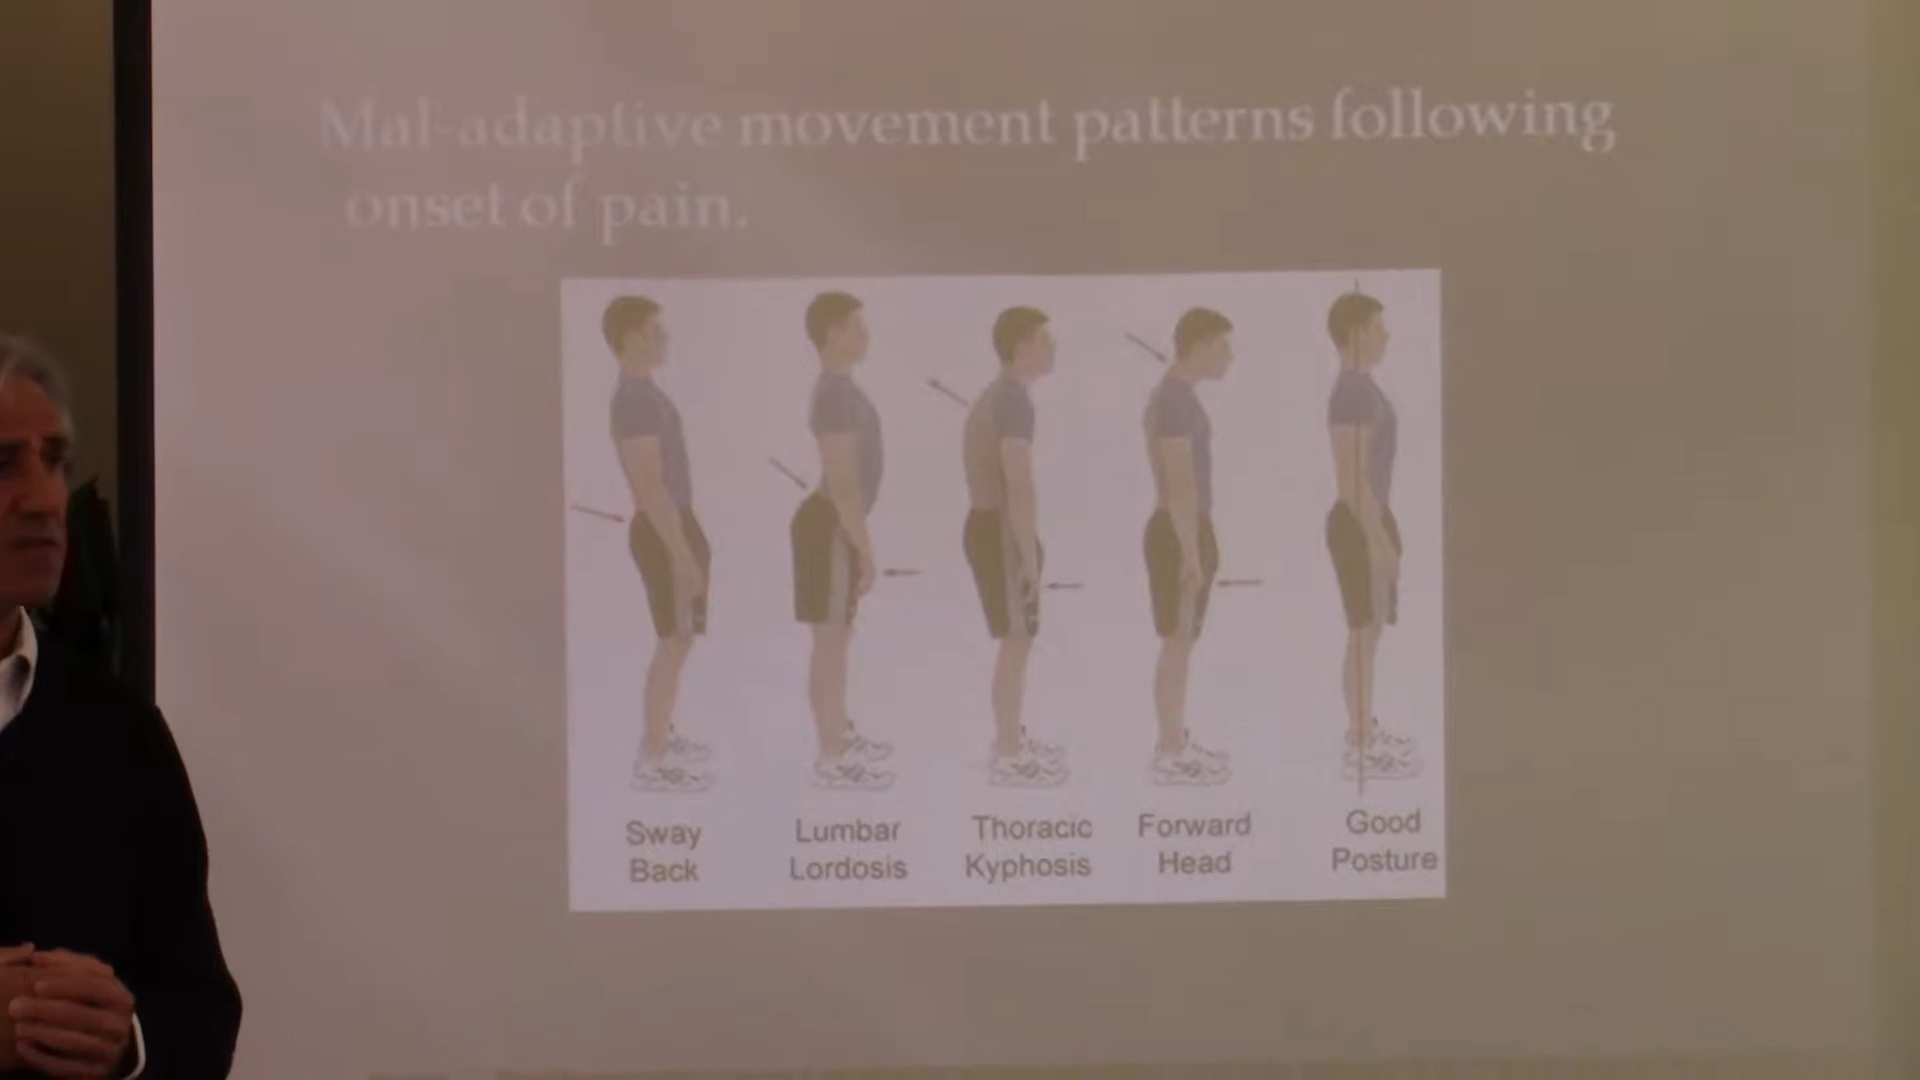 Mal-adaptive movement patterns following
onset of pain.
Sway
Back
Lumbar
Lordosis
Thoracic
Kyphosis
Forward
Head
Good
Posture